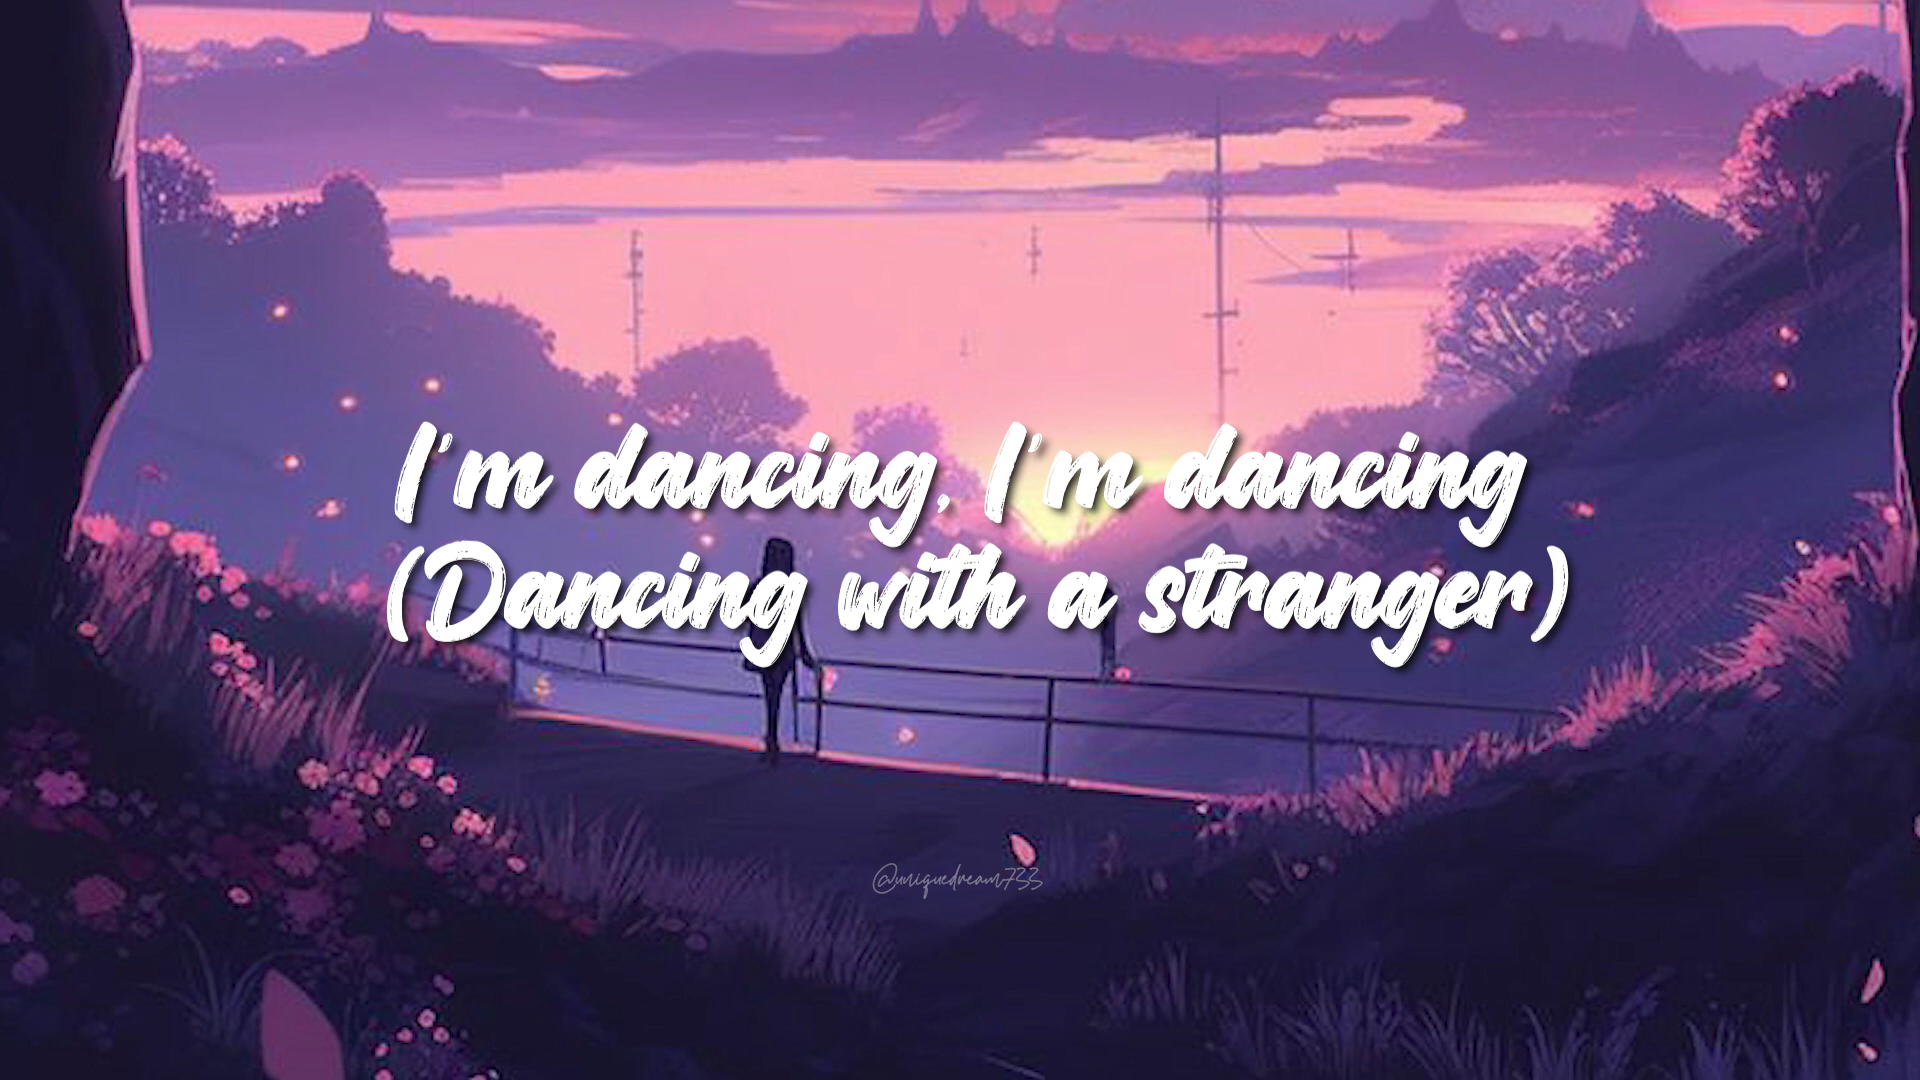 I'm dancing, I'm dancing
(Dancing with a stranger)
@uniquedream733